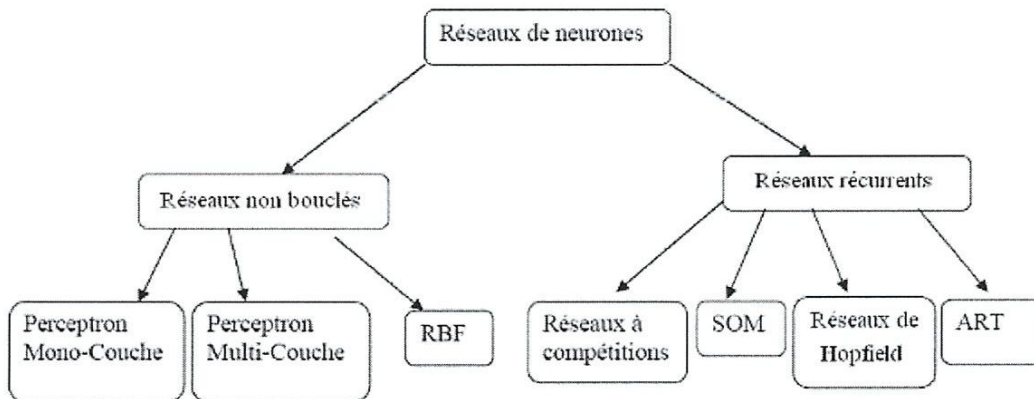 Réseaux de neurones
Réseaux non bouclés
Réseaux récurrents
Perceptron
Mono-Couche
Perceptron
Multi-Couche
RBF
Réseaux à
compétitions
SOM
Réseaux de
Hopfield
ART